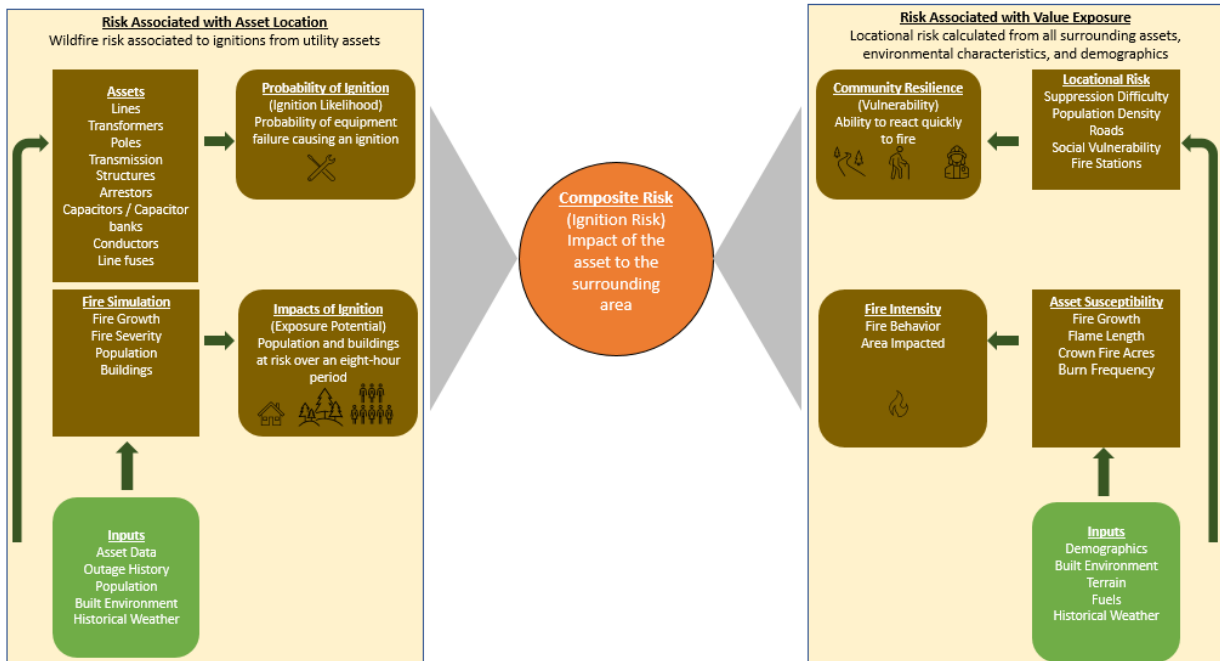 Risk Associated with Asset Location
Wildfire risk associated to ignitions from utility assets
Assets
Lines
Transformers
Poles
Transmission
Structures
Arrestors
Capacitors / Capacitor
banks
Conductors
Line fuses
Probability of Ignition
(Ignition Likelihood)
Probability of equipment
failure causing an ignition
Fire Simulation
Fire Growth
Fire Severity
Population
Buildings
Impacts of Ignition
(Exposure Potential)
Population and buildings
at risk over an eight-hour
period
Inputs
Asset Data
Outage History
Population
Built Environment
Historical Weather
Composite Risk
(Ignition Risk)
Impact of the
asset to the
surrounding
area
Risk Associated with Value Exposure
Locational risk calculated from all surrounding assets,
environmental characteristics, and demographics
Community Resilience
(Vulnerability)
Ability to react quickly
to fire
Locational Risk
Suppression Difficulty
Population Density
Roads
Social Vulnerability
Fire Stations
Fire Intensity
Fire Behavior
Area Impacted
Asset Susceptibility
Fire Growth
Flame Length
Crown Fire Acres
Burn Frequency
Inputs
Demographics
Built Environment
Terrain
Fuels
Historical Weather